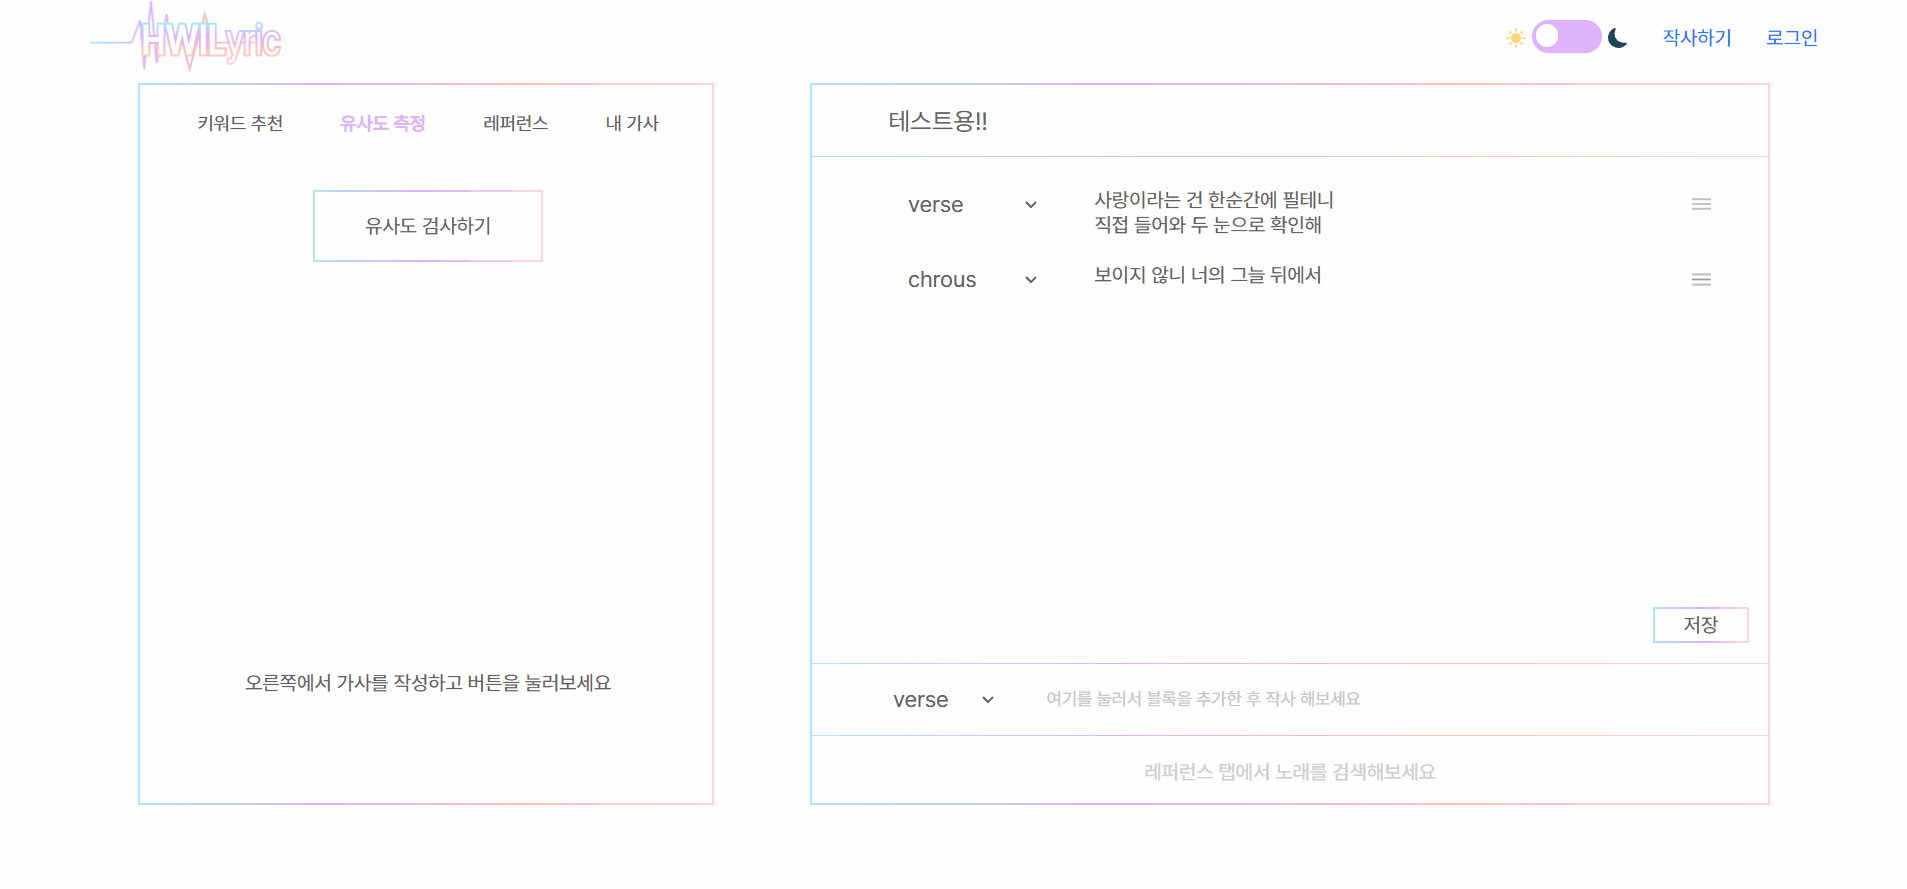 HWLyric
작사하기
로그인
키워드 추천
유사도 측정
레퍼런스
내 가사
유사도 검사하기
오른쪽에서 가사를 작성하고 버튼을 눌러보세요
테스트용!!
verse
사랑이라는 건 한순간에 필테니
직접 들어와 두 눈으로 확인해
chrous
보이지 않니 너의 그늘 뒤에서
저장
verse
여기를 눌러서 블록을 추가한 후 작사 해보세요
레퍼런스 탭에서 노래를 검색해보세요